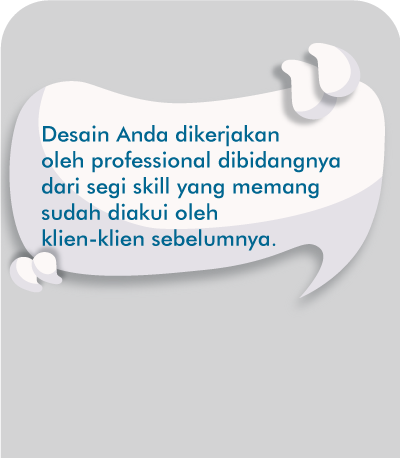 Desain Anda dikerjakan
oleh professional dibidangnya
dari segi skill yang memang
sudah diakui oleh
klien-klien sebelumnya.